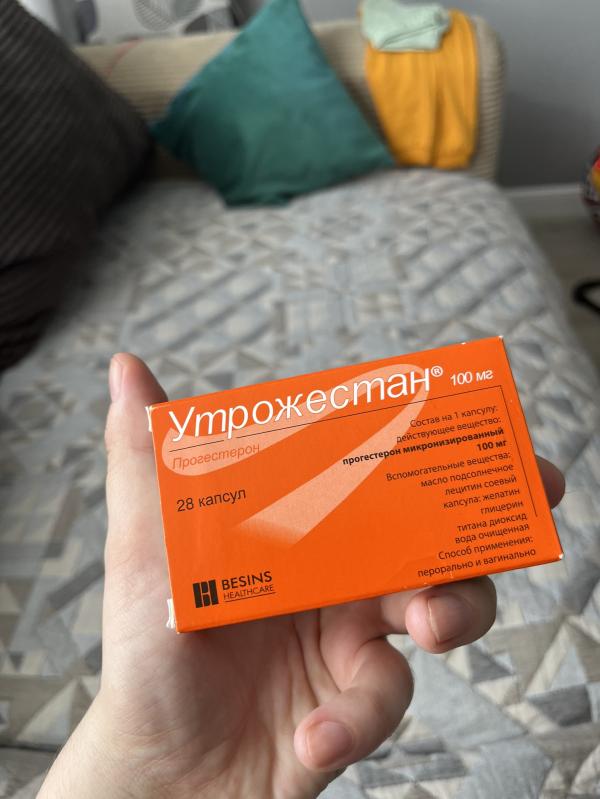 Утрожестан® 100 мг
Прогестерон
28 капсул
BESINS
HEALTHCARE
Состав на 1 капсулу:
действующее вещество:
прогестерон микронизированный
100 мг
Вспомогательные вещества:
масло подсолнечное
лецитин соевый
капсула: желатин
глицерин
титана диоксид
вода очищенная
Способ применения:
перорально и вагинально